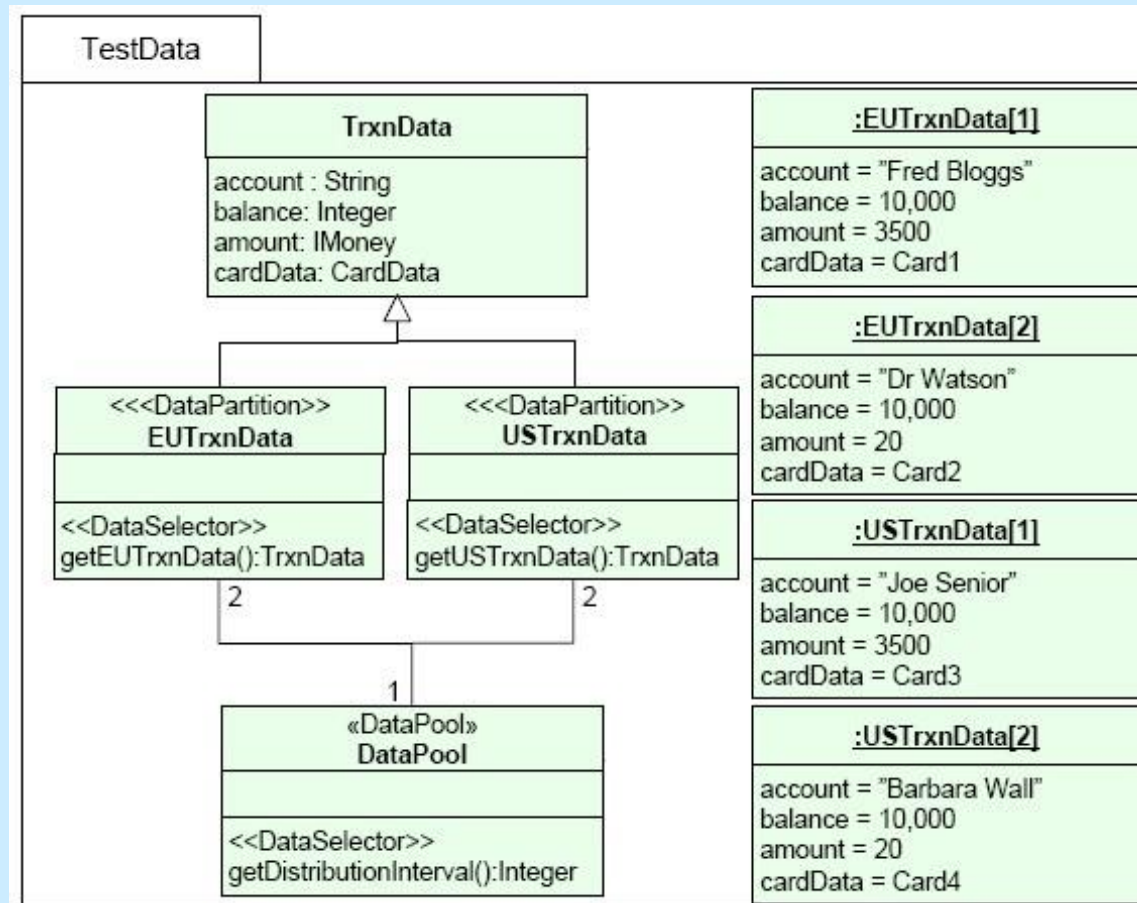 TestData
TrxnData
account : String
balance: Integer
amount: IMoney
cardData: CardData
<<<DataPartition>>
EUTrxnData
<<DataSelector>>
getEUTrxnData():TrxnData
2
<<<DataPartition>>
USTrxnData
<<DataSelector>>
getUSTrxnData():TrxnData
2
1
«DataPool»
DataPool
<<DataSelector>>
getDistributionInterval():Integer
:EUTrxnData[1]
account = "Fred Bloggs"
balance = 10,000
amount = 3500
cardData = Card1
:EUTrxnData[2]
account = "Dr Watson"
balance = 10,000
amount = 20
cardData = Card2
:USTrxnData[1]
account = "Joe Senior"
balance = 10,000
amount = 3500
cardData = Card3
:USTrxnData[2]
account = "Barbara Wall"
balance = 10,000
amount = 20
cardData = Card4